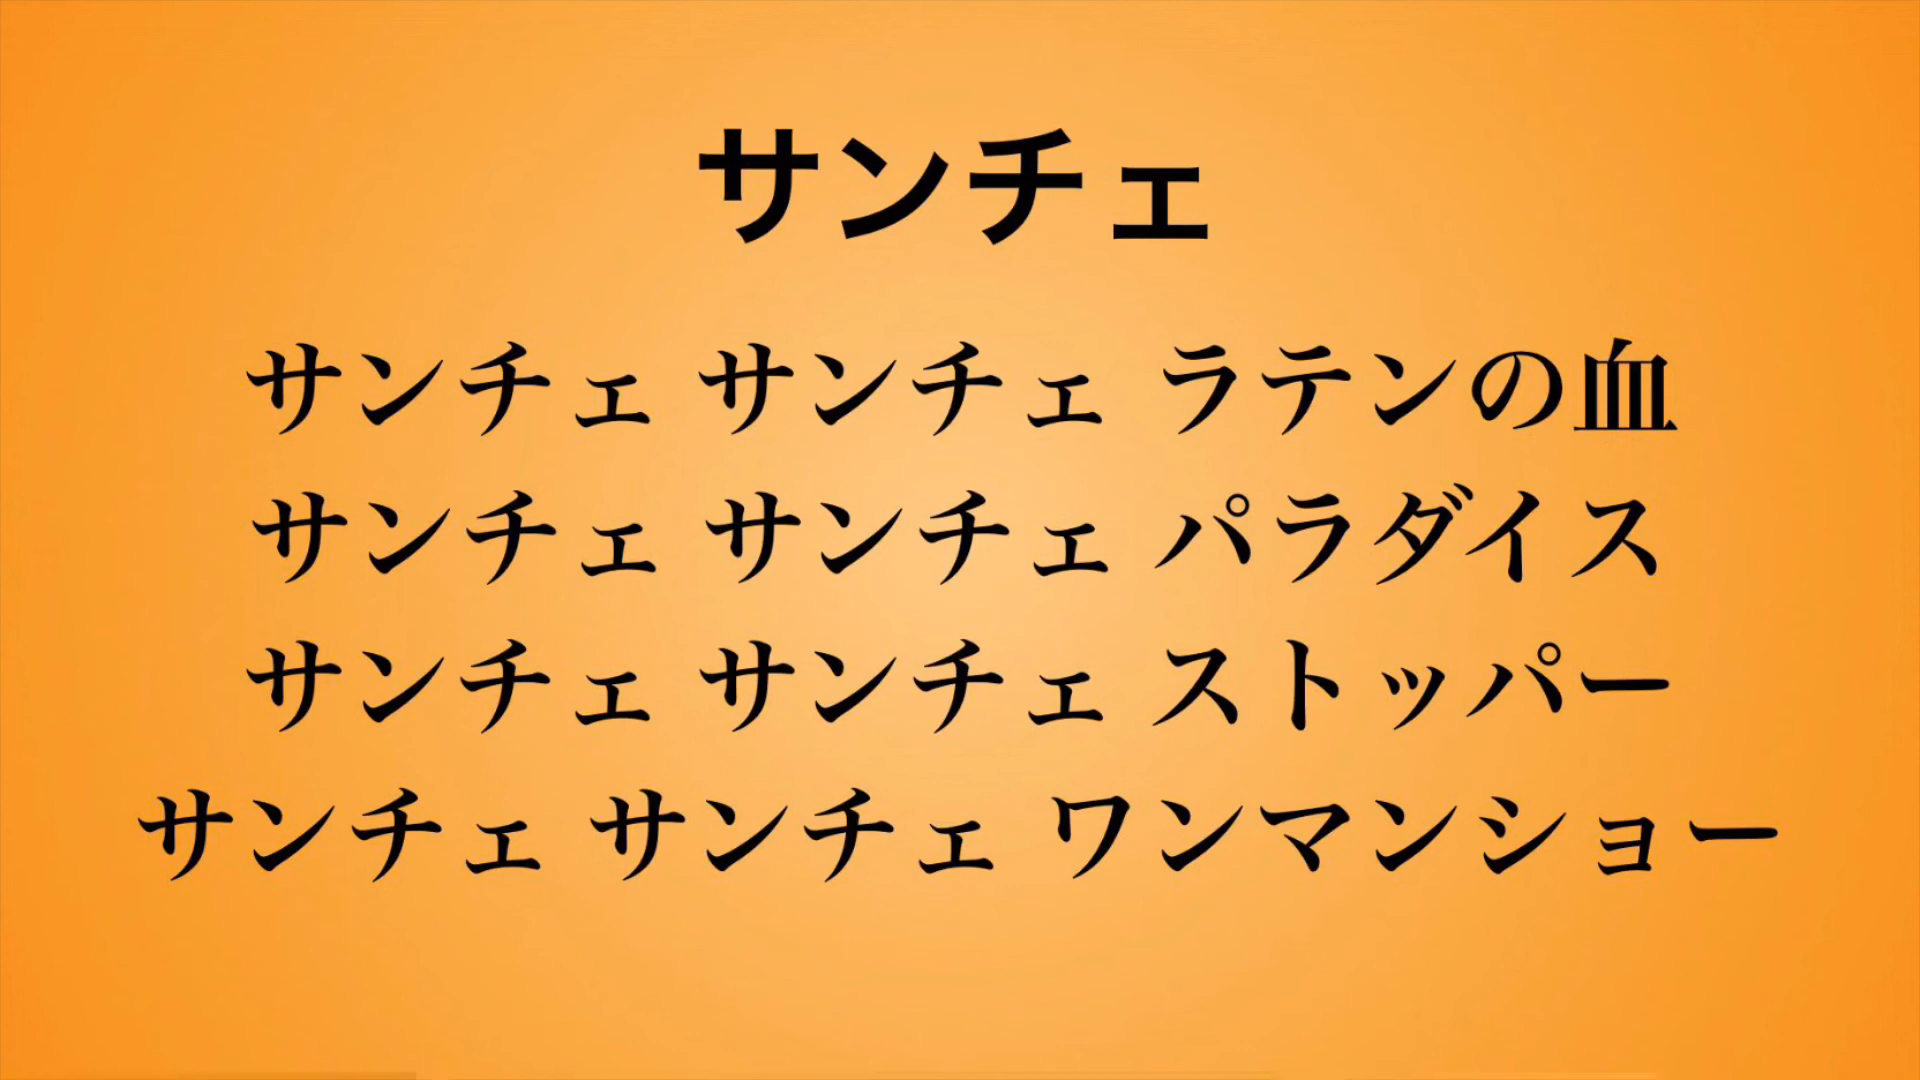 サンチェ
サンチェ サンチェ ラテンの血
サンチェ サンチェ パラダイス
サンチェ サンチェ ストッパー
サンチェ サンチェ ワンマンショー